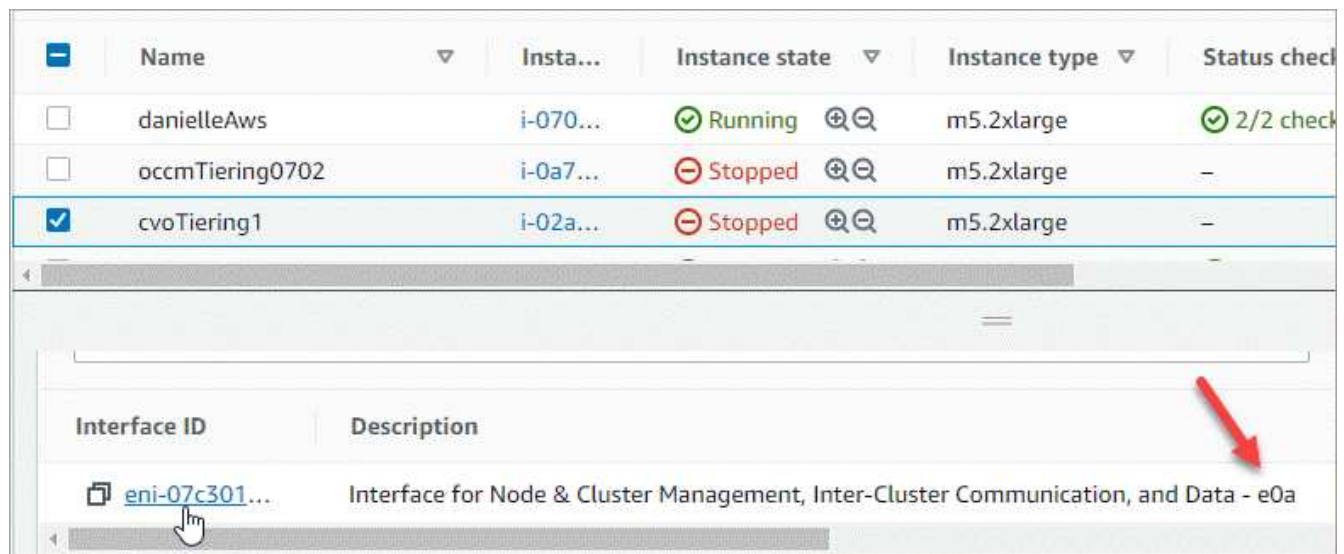 Name Insta... Instance state Instance type Status check
danielleAws i-070... Running m5.2xlarge 2/2 check
occmTiering0702 i-0a7... Stopped m5.2xlarge –
cvoTiering1 i-02a... Stopped m5.2xlarge –
Interface ID Description
eni-07c301... Interface for Node & Cluster Management, Inter-Cluster Communication, and Data - e0a